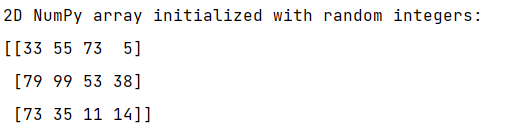 2D NumPy array initialized with random integers:
[[33 55 73  5]
 [79 99 53 38]
 [73 35 11 14]]